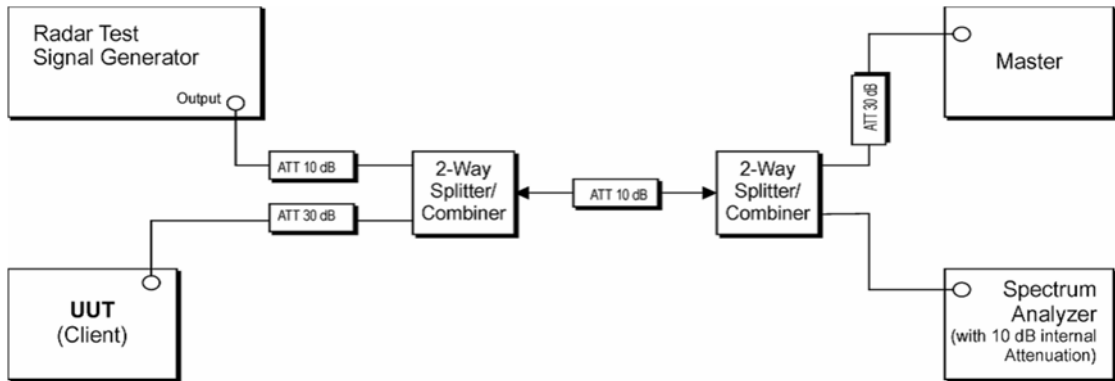 Radar Test
Signal Generator
Output
ATT 10 dB
2-Way
Splitter/
Combiner
ATT 30 dB
UUT
(Client)
ATT 10 dB
2-Way
Splitter/
Combiner
ATT 30 dB
Master
Spectrum
Analyzer
(with 10 dB internal
Attenuation)